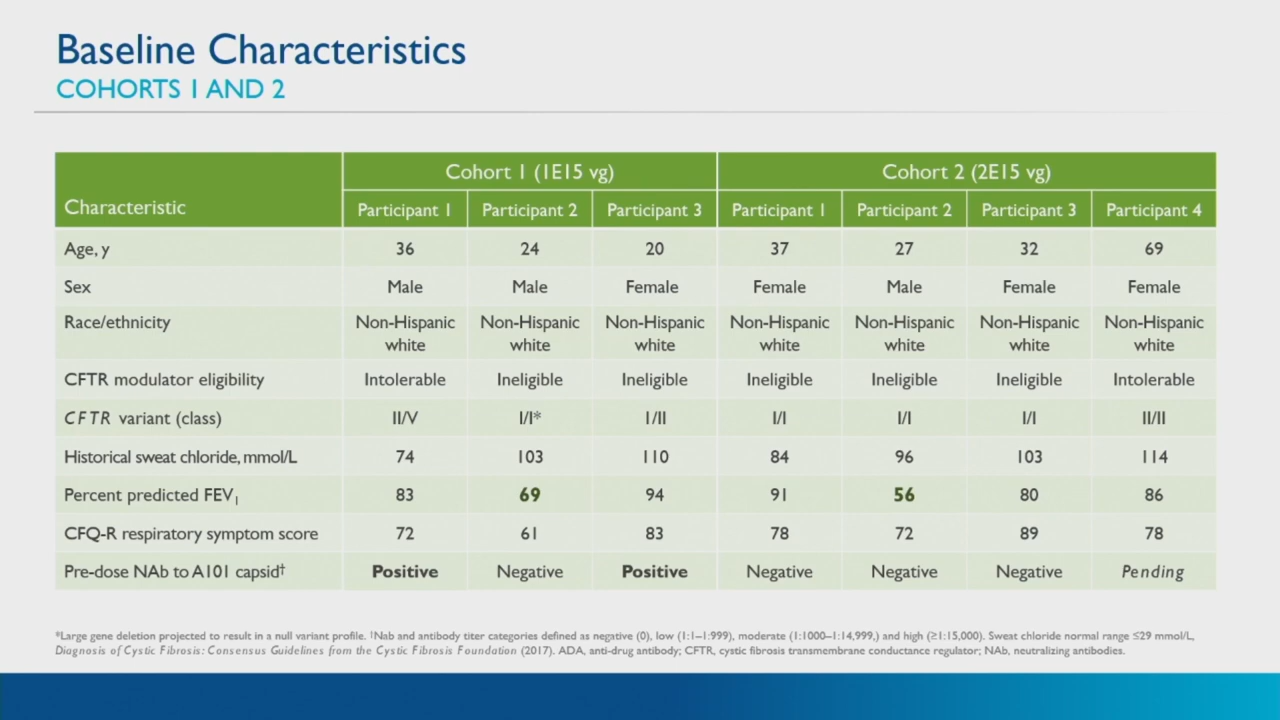 Baseline Characteristics
COHORTS 1 AND 2
Characteristic
Cohort 1 (1E15 vg)
Cohort 2 (2E15 vg)
Participant 1 Participant 2 Participant 3 Participant 1 Participant 2 Participant 3 Participant 4
Age, y 36 24 20 37 27 32 69
Sex Male Male Female Female Male Female Female
Race/ethnicity Non-Hispanic Non-Hispanic Non-Hispanic Non-Hispanic Non-Hispanic Non-Hispanic Non-Hispanic
white white white white white white white
CFTR modulator eligibility Intolerable Ineligible Ineligible Ineligible Ineligible Ineligible Intolerable
CFTR variant (class) II/V I/I* I/II I/I I/I I/I II/II
Historical sweat chloride, mmol/L 74 103 110 84 96 103 114
Percent predicted FEV₁ 83 69 94 91 56 80 86
CFQ-R respiratory symptom score 72 61 83 78 72 89 78
Pre-dose NAb to A101 capsid† Positive Negative Positive Negative Negative Negative Pending
*Large gene deletion projected to result in a null variant profile. †Nab and antibody titer categories defined as negative (0), low (1:1–1:999), moderate (1:1000–1:14,999,) and high (≥1:15,000). Sweat chloride normal range ≤29 mmol/L,
Diagnosis of Cystic Fibrosis: Consensus Guidelines from the Cystic Fibrosis Foundation (2017). ADA, anti-drug antibody; CFTR, cystic fibrosis transmembrane conductance regulator; NAb, neutralizing antibodies.